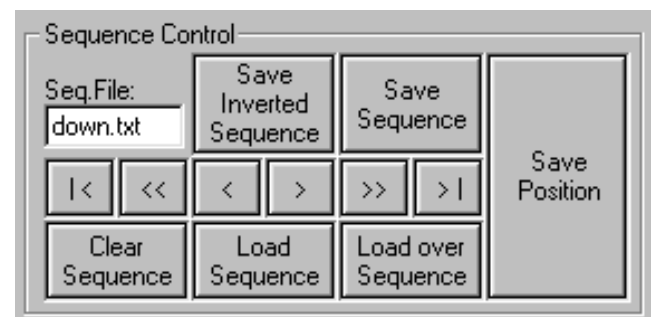 Sequence Control
Seq.File:
down.txt
Save
Inverted
Sequence
Save
Sequence
Save
Position
|<
<<
<
>
>>
>|
Clear
Sequence
Load
Sequence
Load over
Sequence